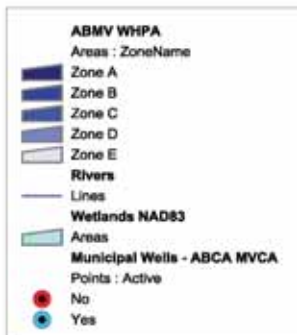 ABMV WHPA
Areas : ZoneName
Zone A
Zone B
Zone C
Zone D
Zone E
Rivers
Lines
Wetlands NAD83
Areas
Municipal Wells - ABCA MVCA
Points : Active
No
Yes